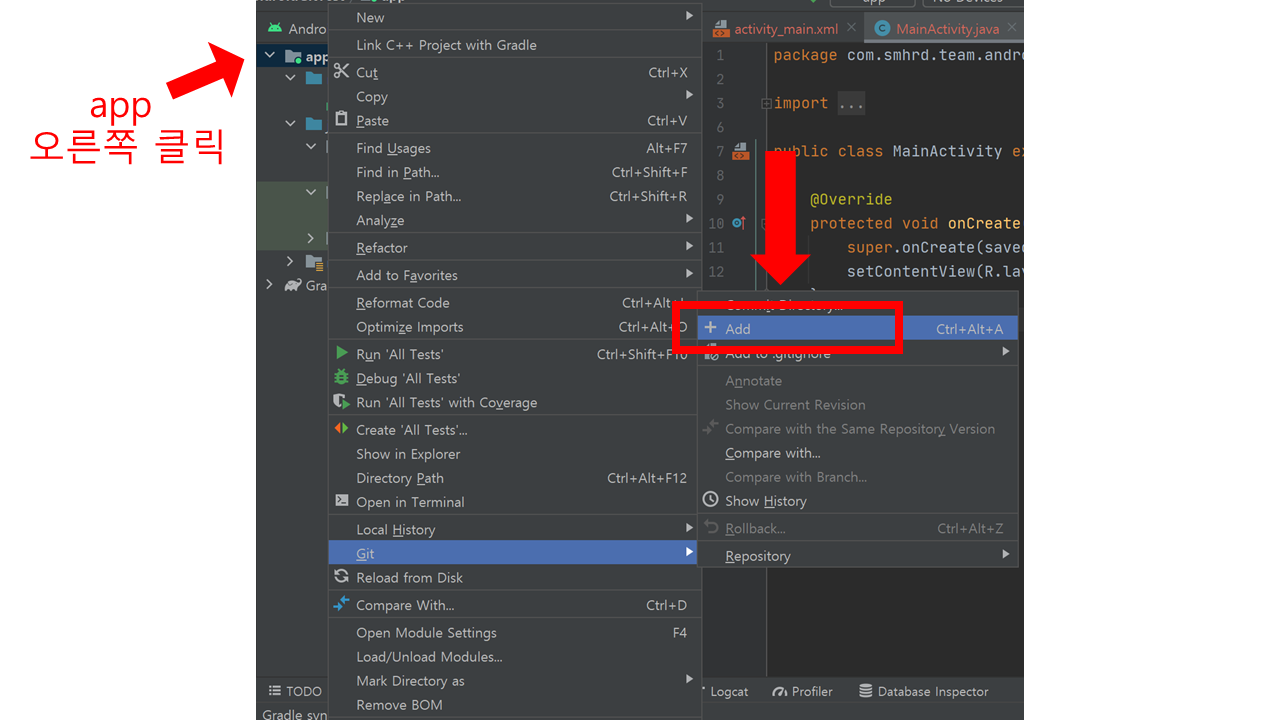 app
오른쪽 클릭
Andro
app
Gra
New
Link C++ Project with Gradle
Cut Ctrl+X
Copy
Paste Ctrl+V
Find Usages Alt+F7
Find in Path... Ctrl+Shift+F
Replace in Path... Ctrl+Shift+R
Analyze
Refactor
Add to Favorites
Reformat Code Ctrl+Alt+L
Optimize Imports Ctrl+Alt+O
Run 'All Tests' Ctrl+Shift+F10
Debug 'All Tests'
Run 'All Tests' with Coverage
Create 'All Tests'...
Show in Explorer
Directory Path Ctrl+Alt+F12
Open in Terminal
Local History
Git
Reload from Disk
Compare With... Ctrl+D
Open Module Settings F4
Load/Unload Modules...
Mark Directory as
Remove BOM
activity_main.xml MainActivity.java
1 package com.smhrd.team.andro
2
3 import ...
6
7 public class MainActivity e
8
9 @Override
10 protected void onCreate
11 super.onCreate(saved
12 setContentView(R.la
Commit Directory...
Add Ctrl+Alt+A
Add to .gitignore
Annotate
Show Current Revision
Compare with the Same Repository Version
Compare with...
Compare with Branch...
Show History
Rollback... Ctrl+Alt+Z
Repository
TODO Logcat Profiler Database Inspector
Gradle syn